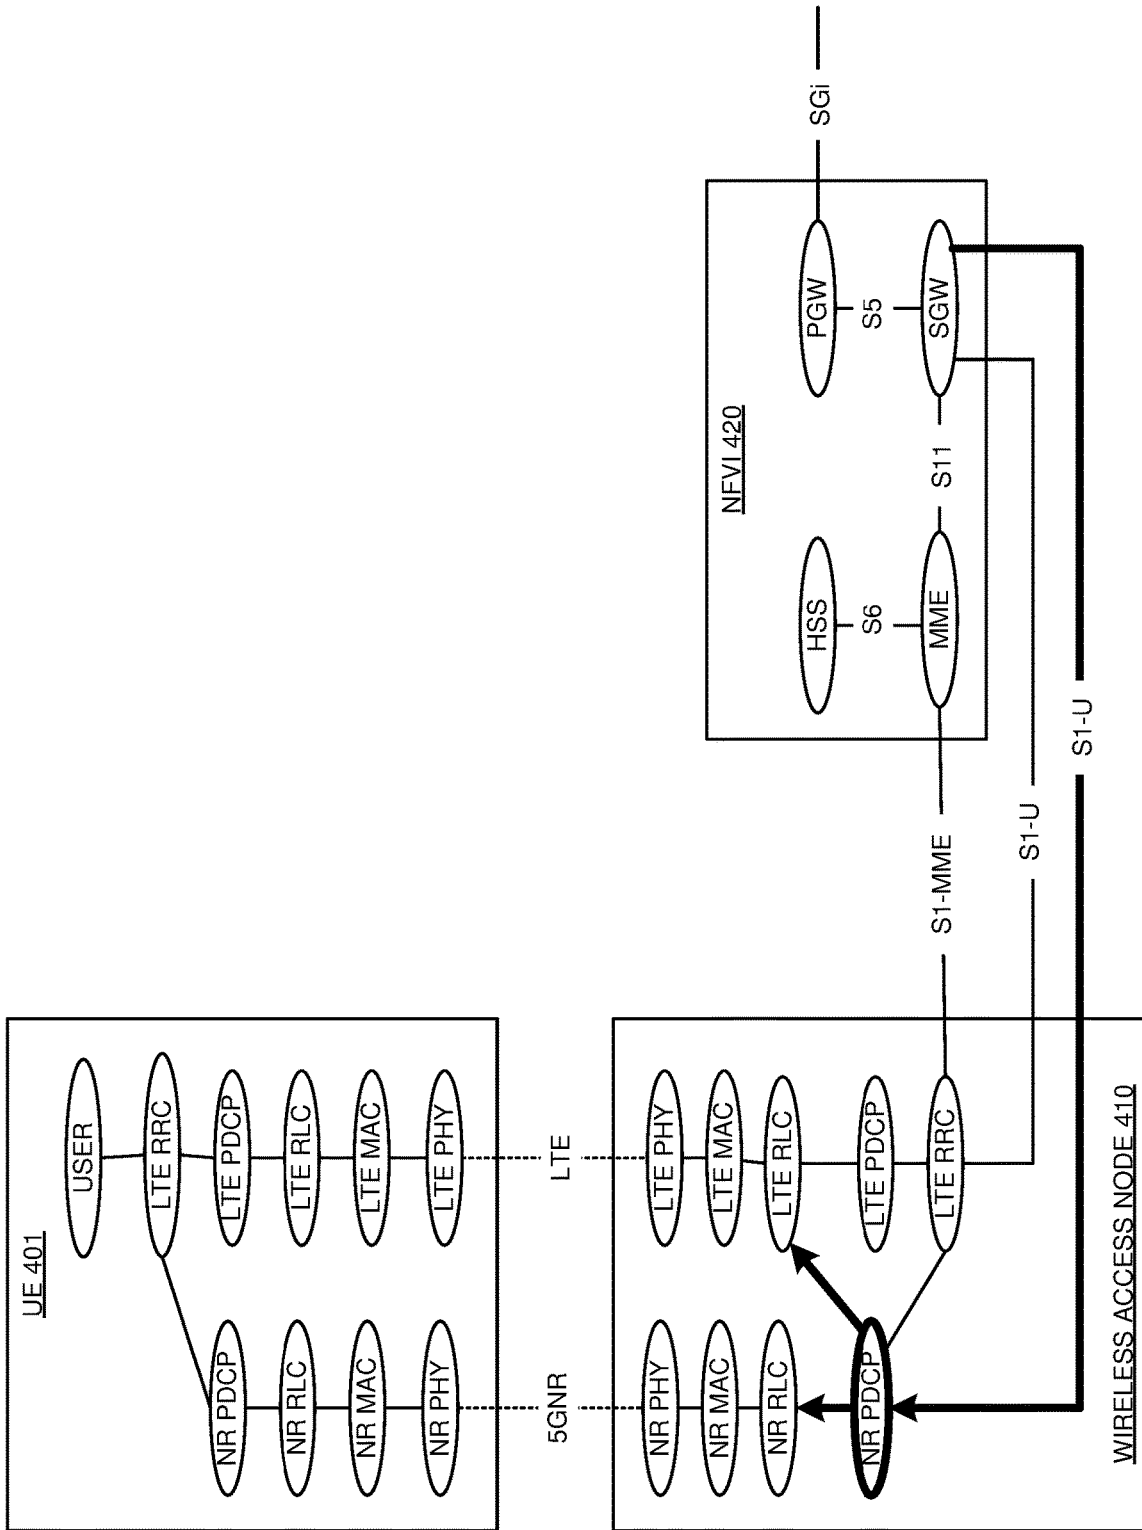 UE 401
USER
LTE RRC
NR PDCP
LTE PDCP
NR RLC
LTE RLC
NR MAC
LTE MAC
NR PHY
LTE PHY
5GNR
LTE
NR PHY
LTE PHY
NR MAC
LTE MAC
NR RLC
LTE RLC
NR PDCP
LTE PDCP
LTE RRC
WIRELESS ACCESS NODE 410
S1-MME
S1-U
S1-U
NFVI 420
HSS
S6
MME
S11
PGW
S5
SGW
SGi